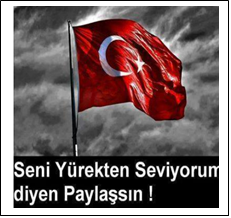 Seni Yürekten Seviyorum
diyen Paylaşsın !